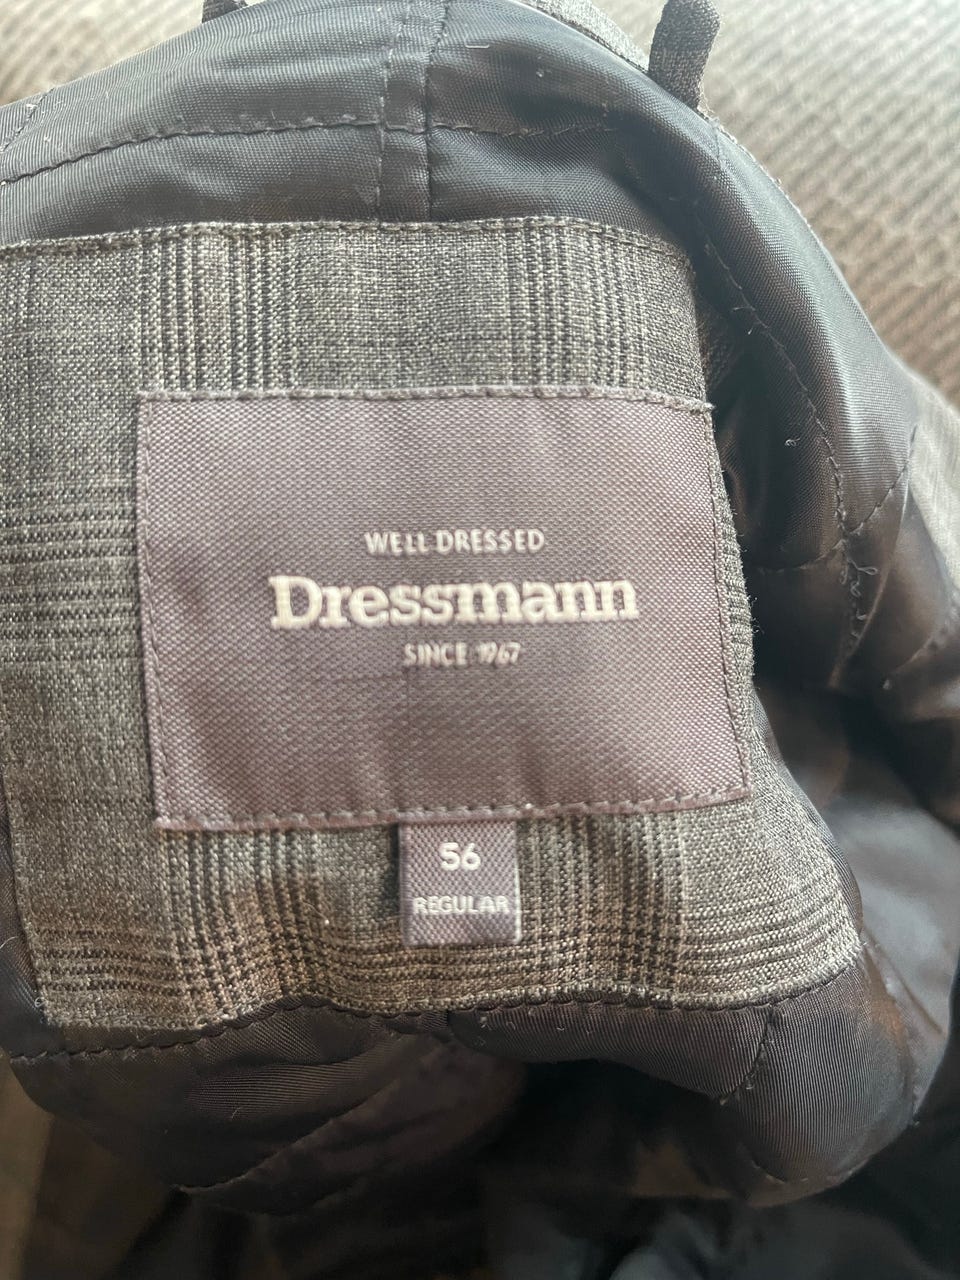 WELL DRESSED
Dressmann
SINCE 1967
56
REGULAR